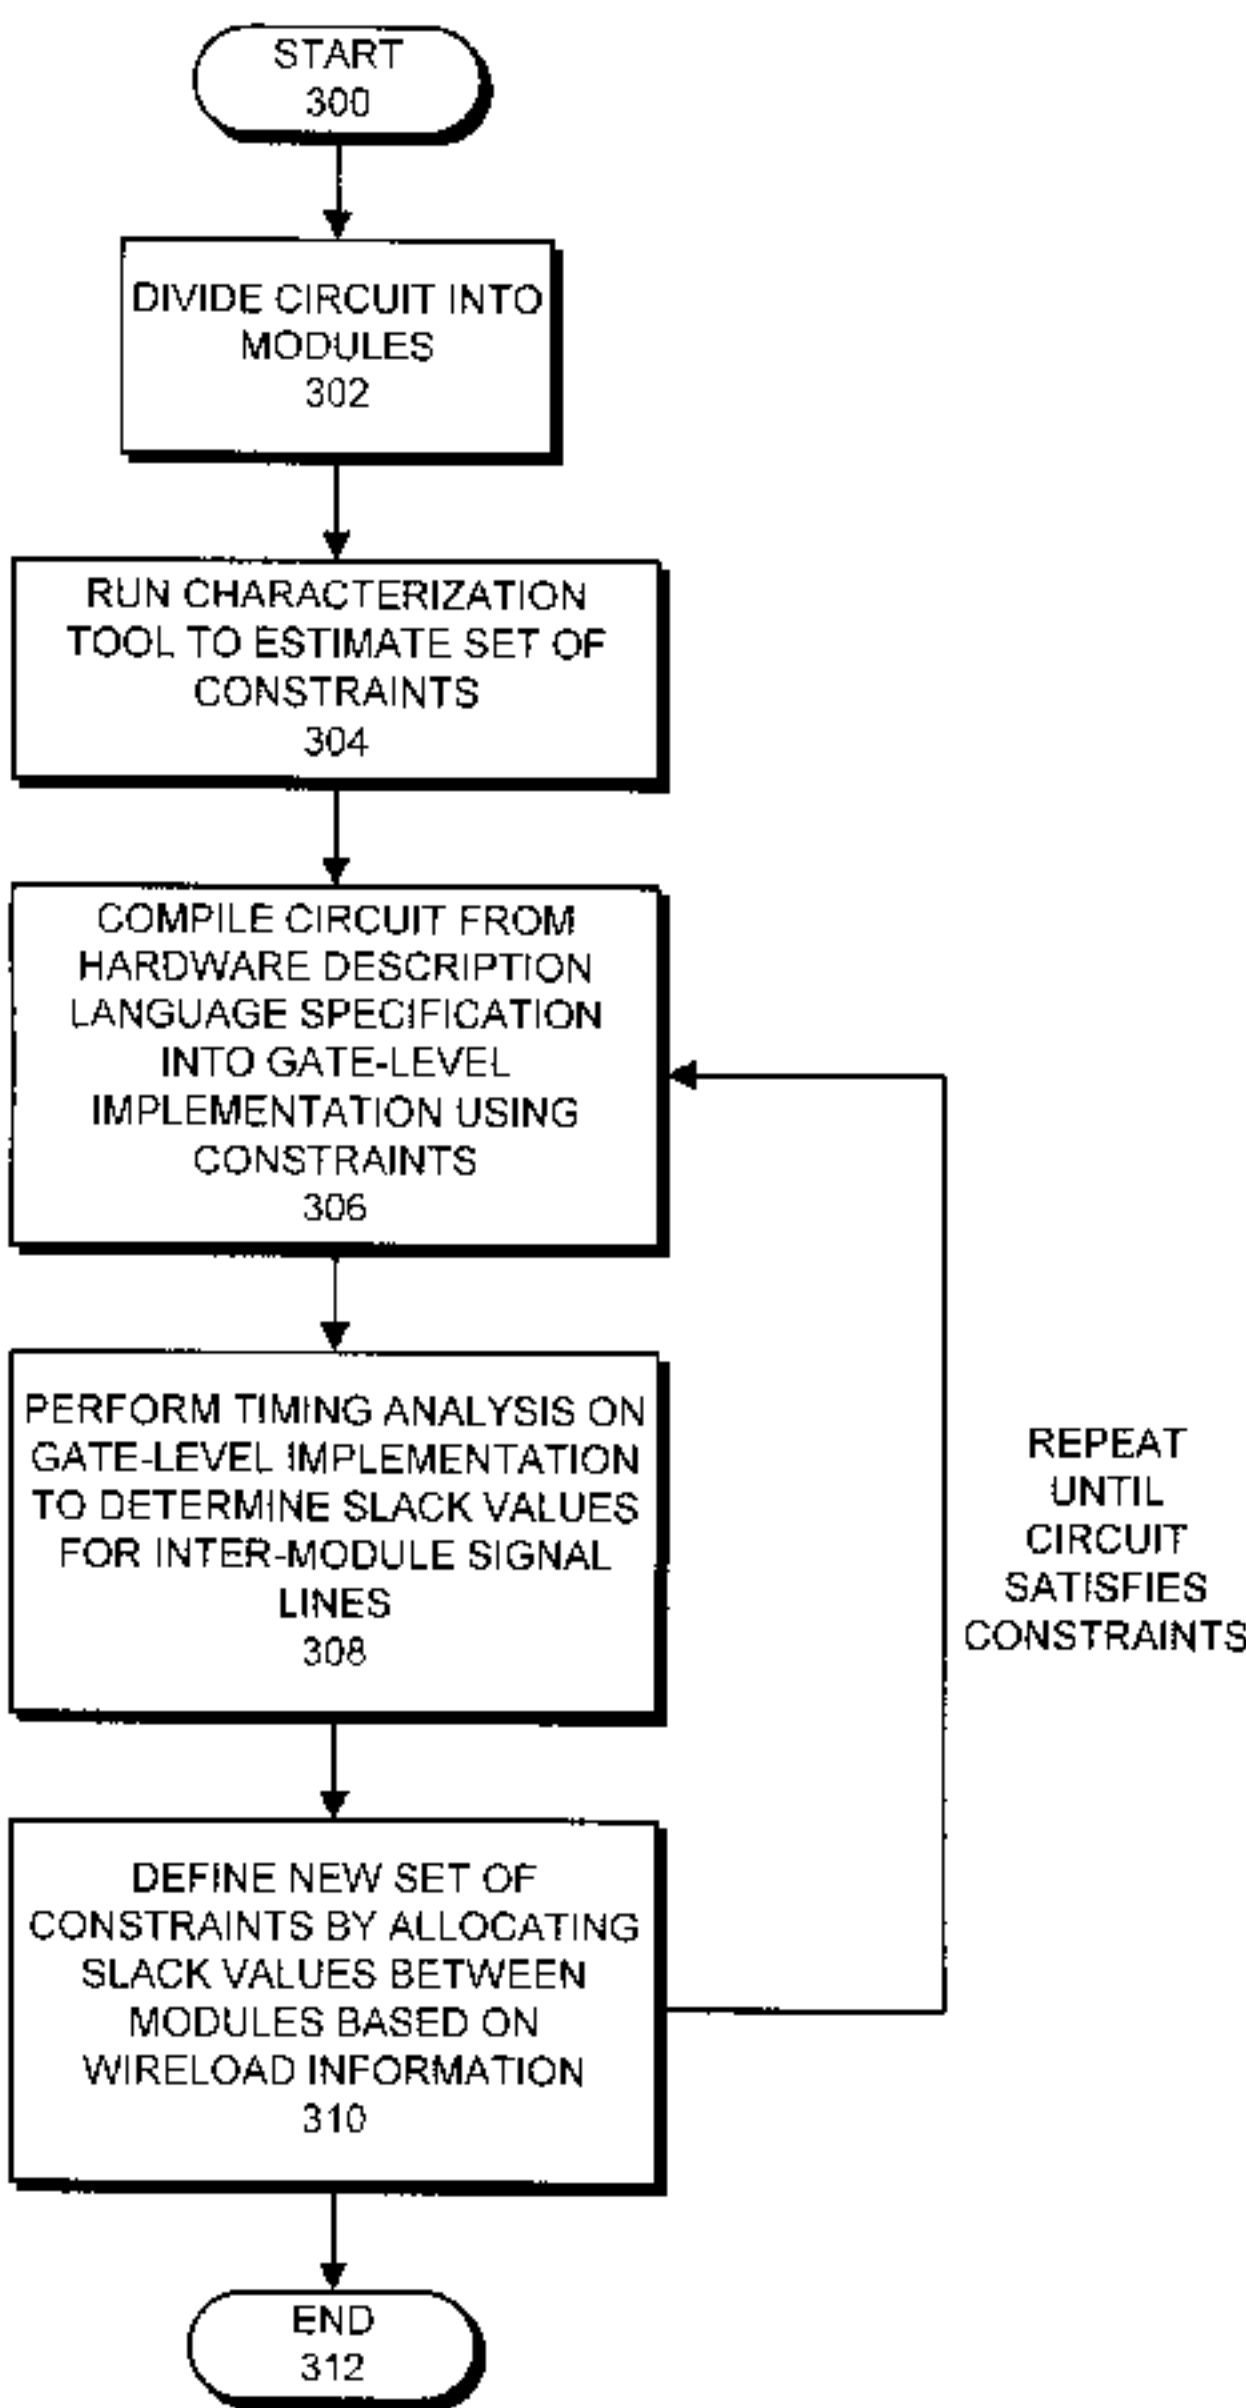 START
300
DIVIDE CIRCUIT INTO
MODULES
302
RUN CHARACTERIZATION
TOOL TO ESTIMATE SET OF
CONSTRAINTS
304
COMPILE CIRCUIT FROM
HARDWARE DESCRIPTION
LANGUAGE SPECIFICATION
INTO GATE-LEVEL
IMPLEMENTATION USING
CONSTRAINTS
306
PERFORM TIMING ANALYSIS ON
GATE-LEVEL IMPLEMENTATION
TO DETERMINE SLACK VALUES
FOR INTER-MODULE SIGNAL
LINES
308
REPEAT
UNTIL
CIRCUIT
SATISFIES
CONSTRAINTS
DEFINE NEW SET OF
CONSTRAINTS BY ALLOCATING
SLACK VALUES BETWEEN
MODULES BASED ON
WIRELOAD INFORMATION
310
END
312